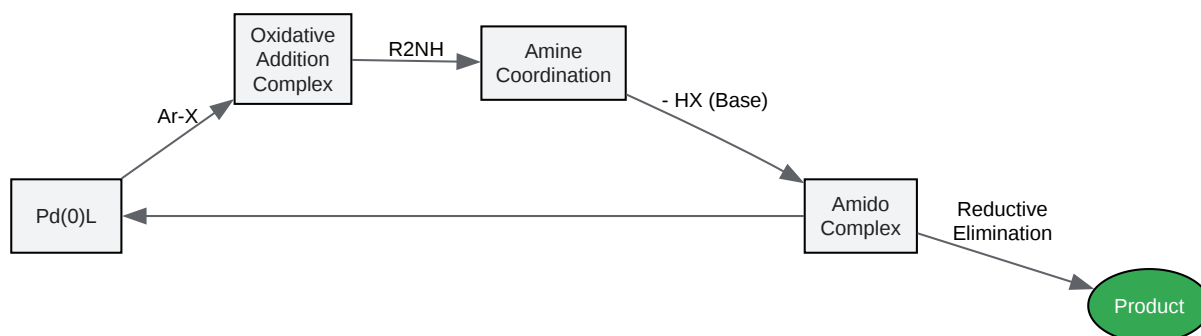 Oxidative
Addition
Complex
R2NH
Amine
Coordination
Ar-X
- HX (Base)
Pd(0)L
Amido
Complex
Reductive
Elimination
Product